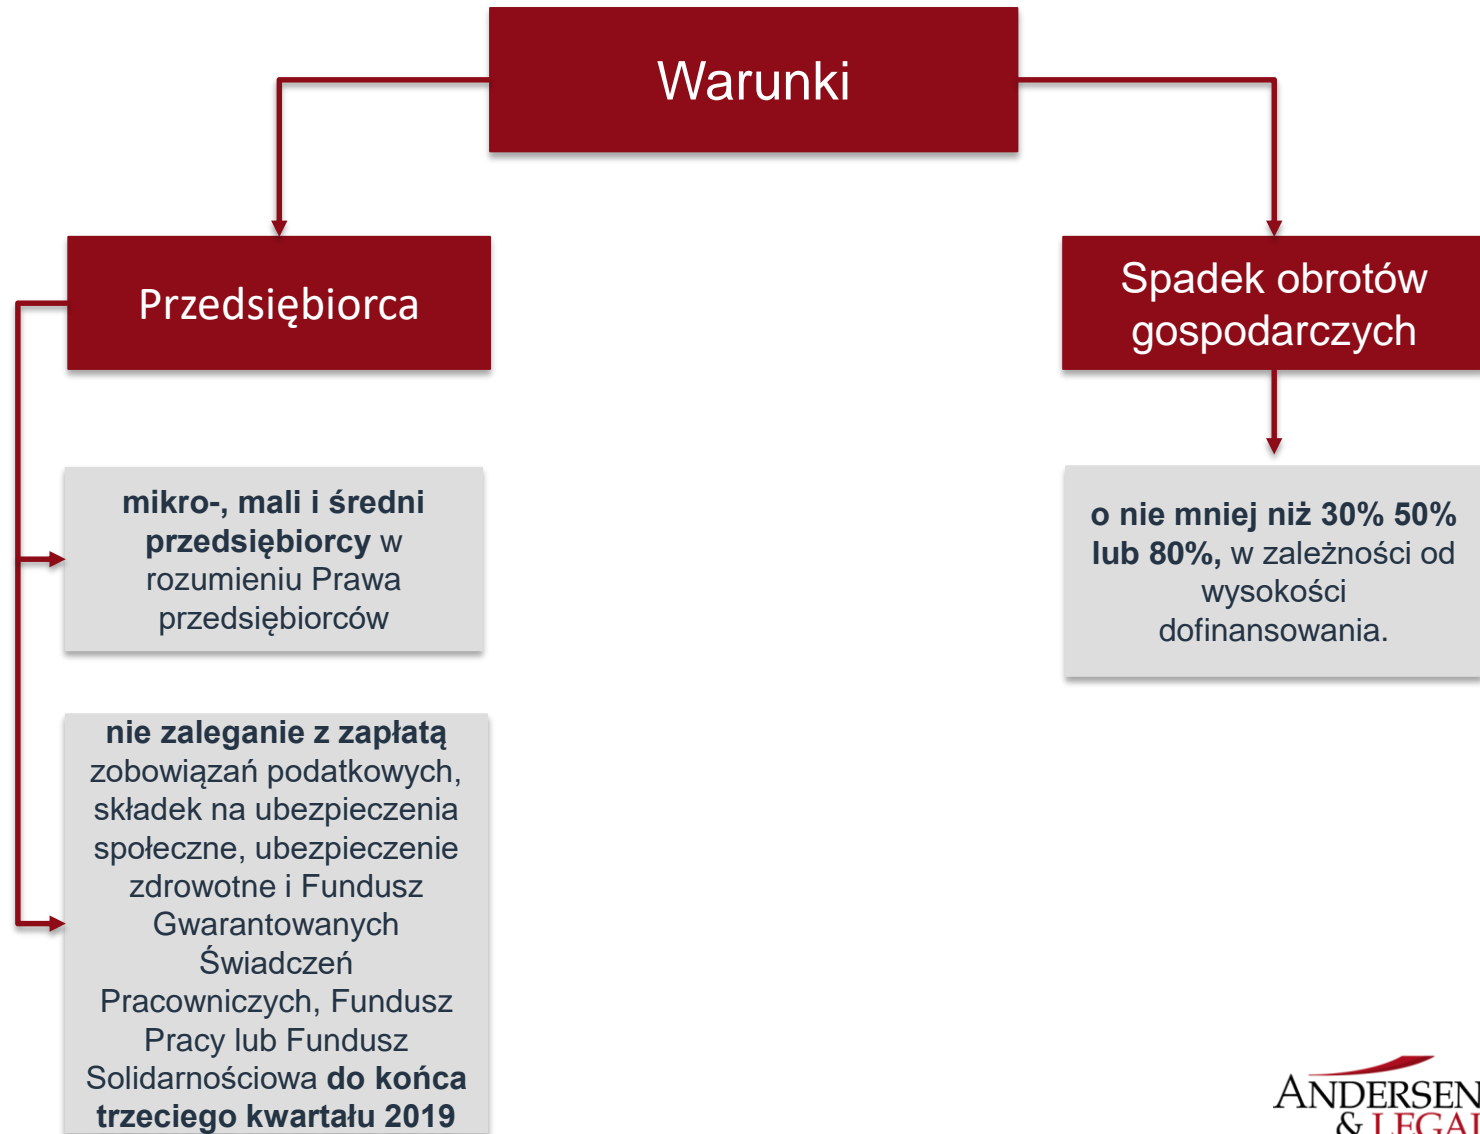 Warunki
Przedsiębiorca
Spadek obrotów
gospodarczych
mikro-, mali i średni
przedsiębiorcy w
rozumieniu Prawa
przedsiębiorców
o nie mniej niż 30% 50%
lub 80%, w zależności od
wysokości
dofinansowania.
nie zaleganie z zapłatą
zobowiązań podatkowych,
składek na ubezpieczenia
społeczne, ubezpieczenie
zdrowotne i Fundusz
Gwarantowanych
Świadczeń
Pracowniczych, Fundusz
Pracy lub Fundusz
Solidarnościowa do końca
trzeciego kwartału 2019
ANDERSEN
& LEGAL